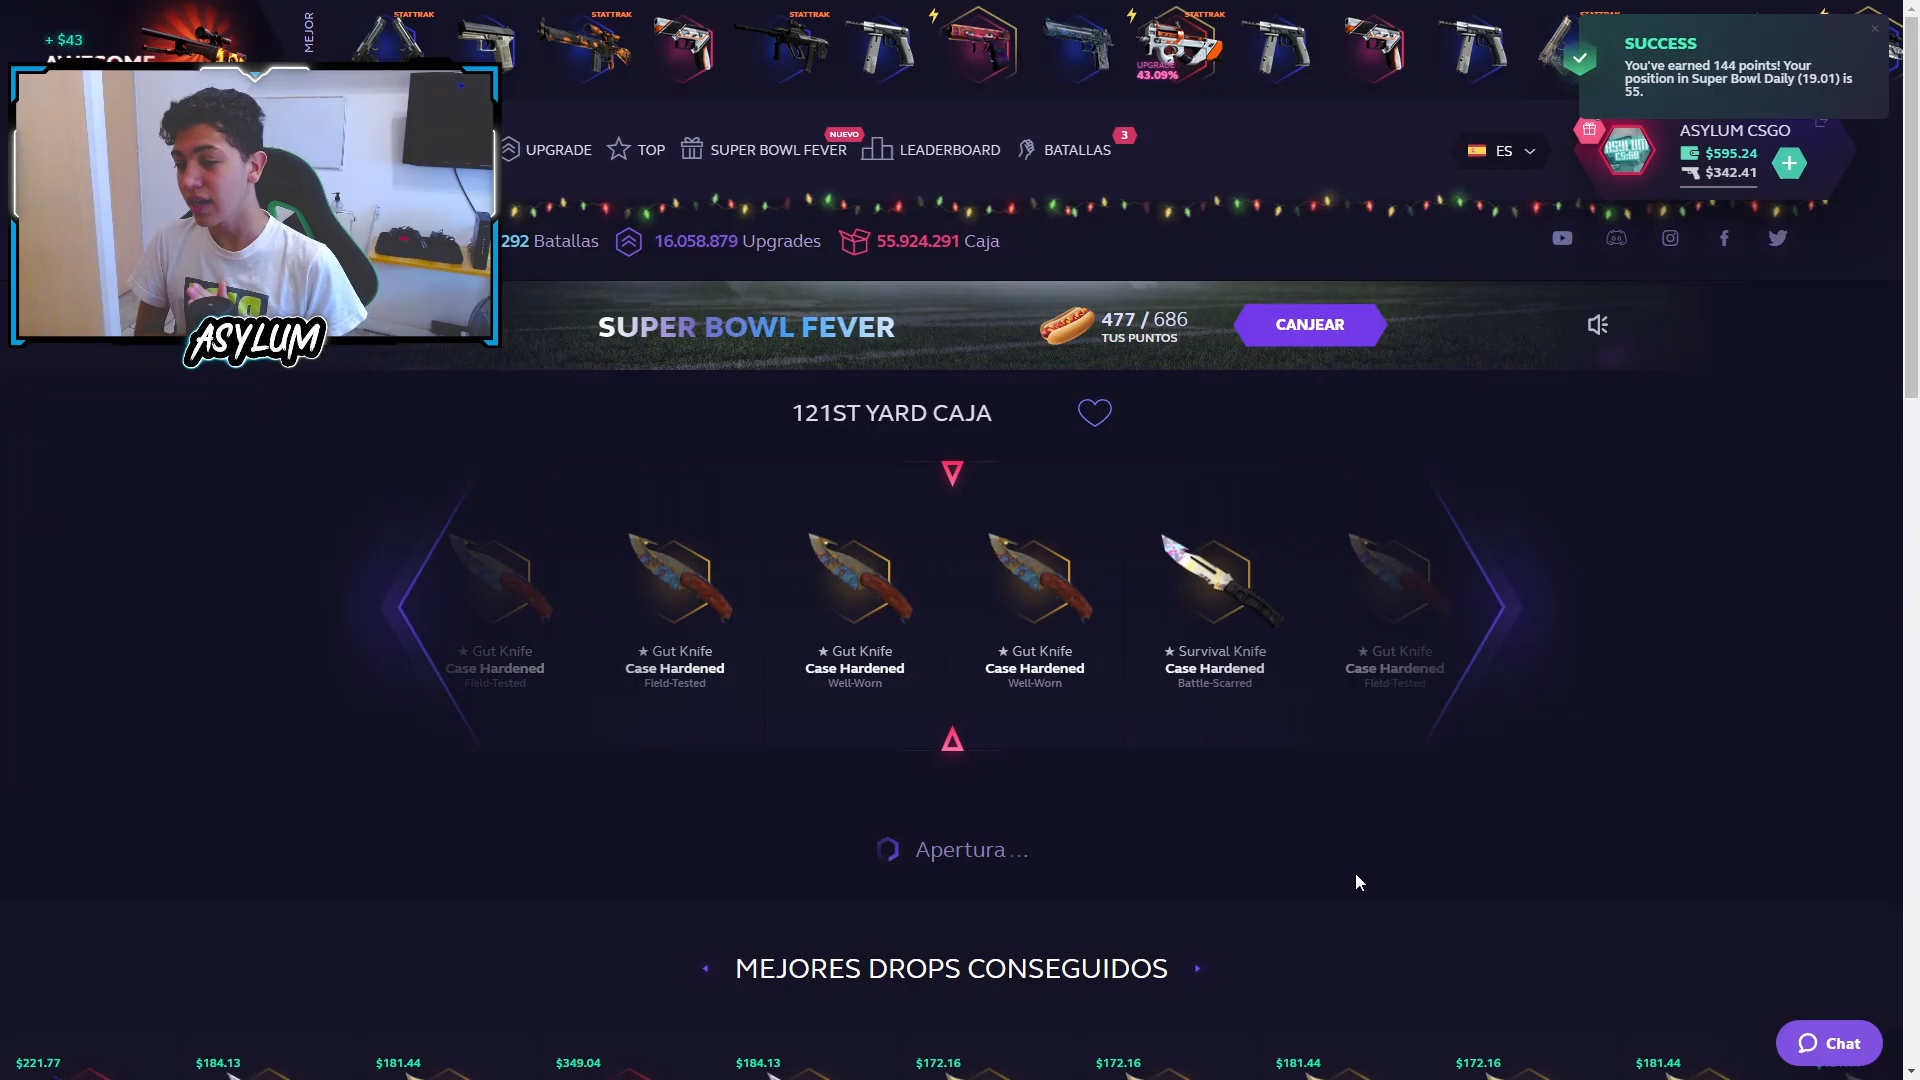 + $43
AWESOME
MEJOR
STATTRAK
STATTRAK
STATTRAK
STATTRAK
UPGRADE
43.09%
SUCCESS
You've earned 144 points! Your
position in Super Bowl Daily (19.01) is
55.
UPGRADE
TOP
SUPER BOWL FEVER
NUEVO
LEADERBOARD
BATALLAS
3
ES
ASYLUM CSGO
$595.24
$342.41
ASYLUM
CS:GO
292 Batallas
16.058.879 Upgrades
55.924.291 Caja
ASYLUM
SUPER BOWL FEVER
477 / 686
TUS PUNTOS
CANJEAR
121ST YARD CAJA
★ Gut Knife
Case Hardened
Field-Tested
★ Gut Knife
Case Hardened
Field-Tested
★ Gut Knife
Case Hardened
Well-Worn
★ Gut Knife
Case Hardened
Well-Worn
★ Survival Knife
Case Hardened
Battle-Scarred
★ Gut Knife
Case Hardened
Field-Tested
Apertura...
MEJORES DROPS CONSEGUIDOS
$221.77
$184.13
$181.44
$349.04
$184.13
$172.16
$172.16
$181.44
$172.16
$181.44
Chat